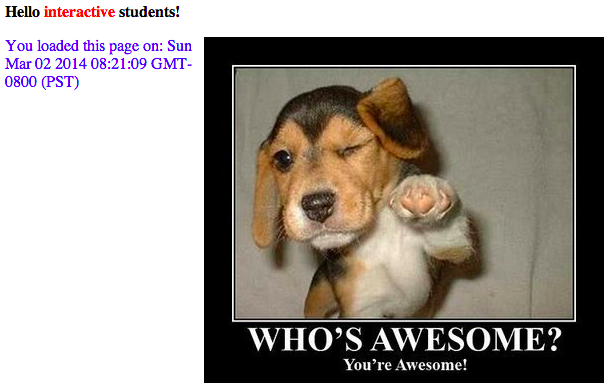 Hello interactive students!
You loaded this page on: Sun
Mar 02 2014 08:21:09 GMT-
0800 (PST)
WHO'S AWESOME?
You're Awesome!